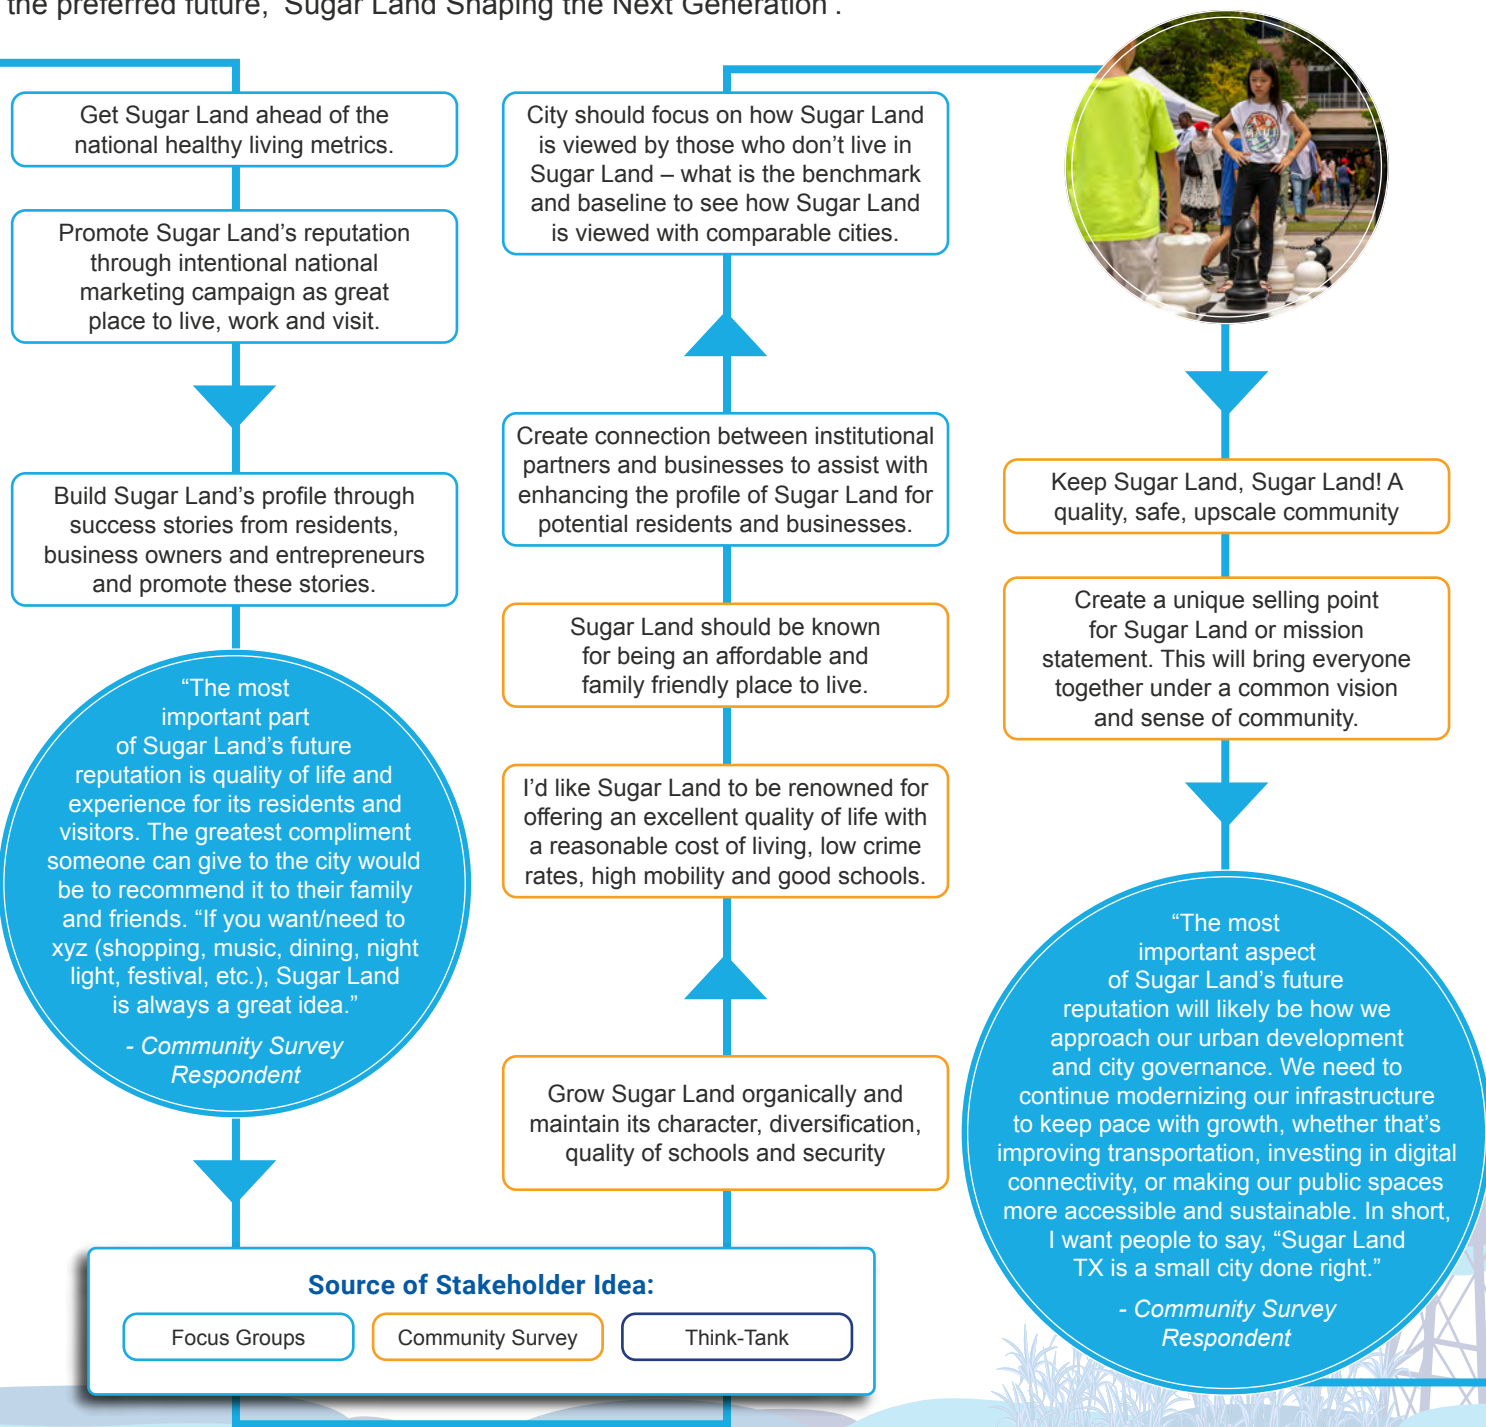 the preferred future, 'Sugar Land Shaping the Next Generation'.
Get Sugar Land ahead of the
national healthy living metrics.
Promote Sugar Land's reputation
through intentional national
marketing campaign as great
place to live, work and visit.
Build Sugar Land's profile through
success stories from residents,
business owners and entrepreneurs
and promote these stories.
“The most
important part
of Sugar Land's future
reputation is quality of life and
experience for its residents and
visitors. The greatest compliment
someone can give to the city would
be to recommend it to their family
and friends. “If you want/need to
xyz (shopping, music, dining, night
light, festival, etc.), Sugar Land
is always a great idea.”
- Community Survey
Respondent
Source of Stakeholder Idea:
Focus Groups
Community Survey
Think-Tank
Grow Sugar Land organically and
maintain its character, diversification,
quality of schools and security
I'd like Sugar Land to be renowned for
offering an excellent quality of life with
a reasonable cost of living, low crime
rates, high mobility and good schools.
Sugar Land should be known
for being an affordable and
family friendly place to live.
Create connection between institutional
partners and businesses to assist with
enhancing the profile of Sugar Land for
potential residents and businesses.
City should focus on how Sugar Land
is viewed by those who don't live in
Sugar Land – what is the benchmark
and baseline to see how Sugar Land
is viewed with comparable cities.
Keep Sugar Land, Sugar Land! A
quality, safe, upscale community
Create a unique selling point
for Sugar Land or mission
statement. This will bring everyone
together under a common vision
and sense of community.
“The most
important aspect
of Sugar Land's future
reputation will likely be how we
approach our urban development
and city governance. We need to
continue modernizing our infrastructure
to keep pace with growth, whether that's
improving transportation, investing in digital
connectivity, or making our public spaces
more accessible and sustainable. In short,
I want people to say, “Sugar Land
TX is a small city done right.”
- Community Survey
Respondent